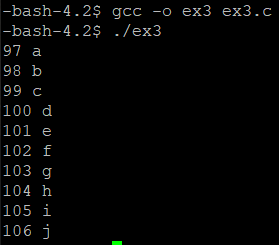 -bash-4.2$ gcc -o ex3 ex3.c
-bash-4.2$ ./ex3
97 a
98 b
99 c
100 d
101 e
102 f
103 g
104 h
105 i
106 j